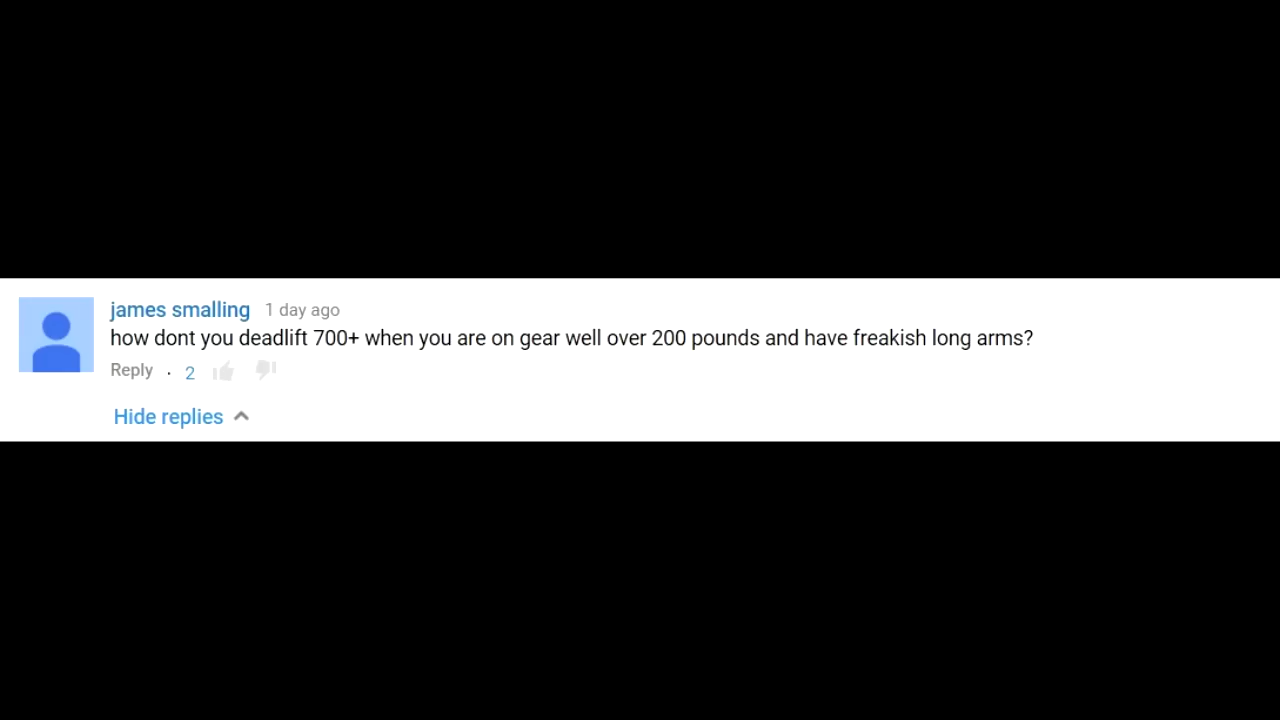 james smalling 1 day ago
how dont you deadlift 700+ when you are on gear well over 200 pounds and have freakish long arms?
Reply · 2
Hide replies